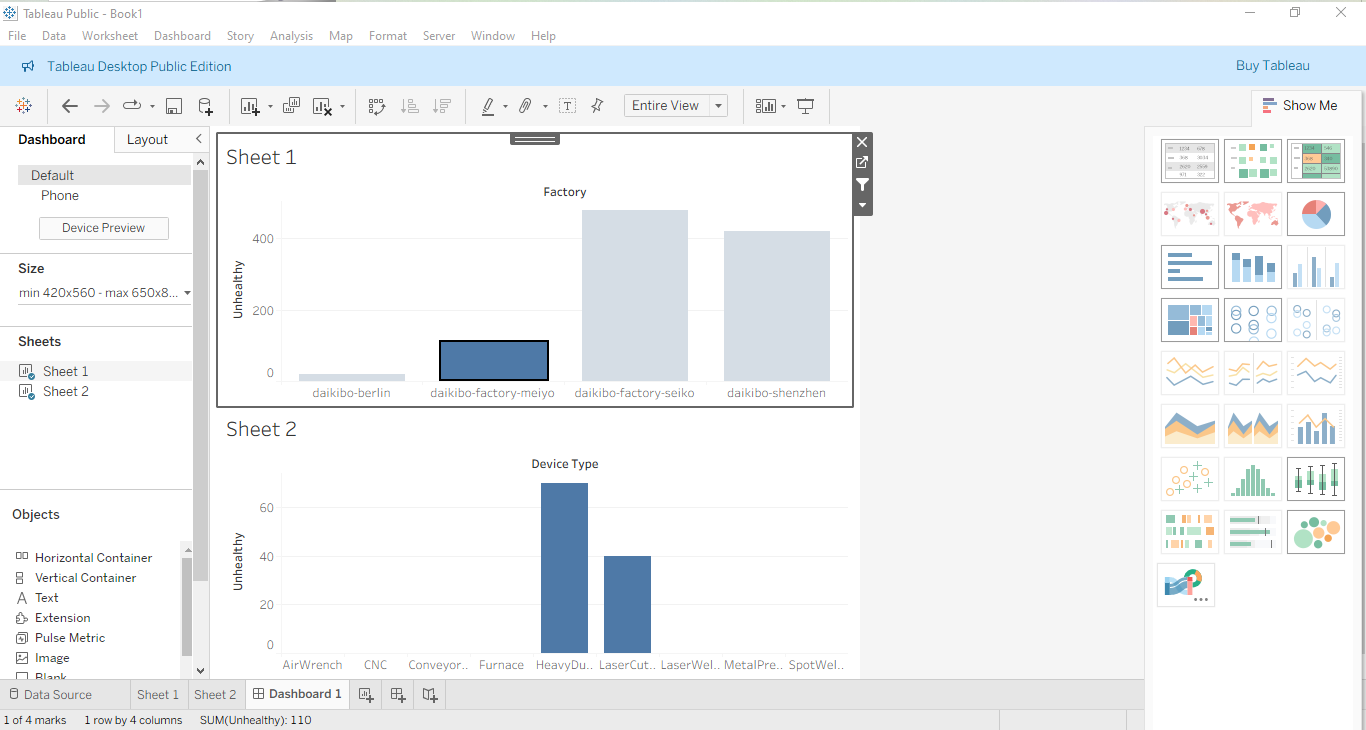 Tableau Public - Book1
File Data Worksheet Dashboard Story Analysis Map Format Server Window Help
Tableau Desktop Public Edition
Buy Tableau
Entire View
Show Me
Dashboard
Layout
Default
Phone
Device Preview
Size
min 420x560 - max 650x8...
Sheets
Sheet 1
Sheet 2
Objects
Horizontal Container
Vertical Container
Text
Extension
Pulse Metric
Image
Blank
Sheet 1
Factory
Unhealthy
400
200
0
daikibo-berlin daikibo-factory-meiyo daikibo-factory-seiko daikibo-shenzhen
Sheet 2
Device Type
Unhealthy
60
40
20
0
AirWrench CNC Conveyor.. Furnace HeavyDu.. LaserCut.. LaserWel.. MetalPre.. SpotWel..
Data Source Sheet 1 Sheet 2 Dashboard 1
1 of 4 marks 1 row by 4 columns SUM(Unhealthy): 110